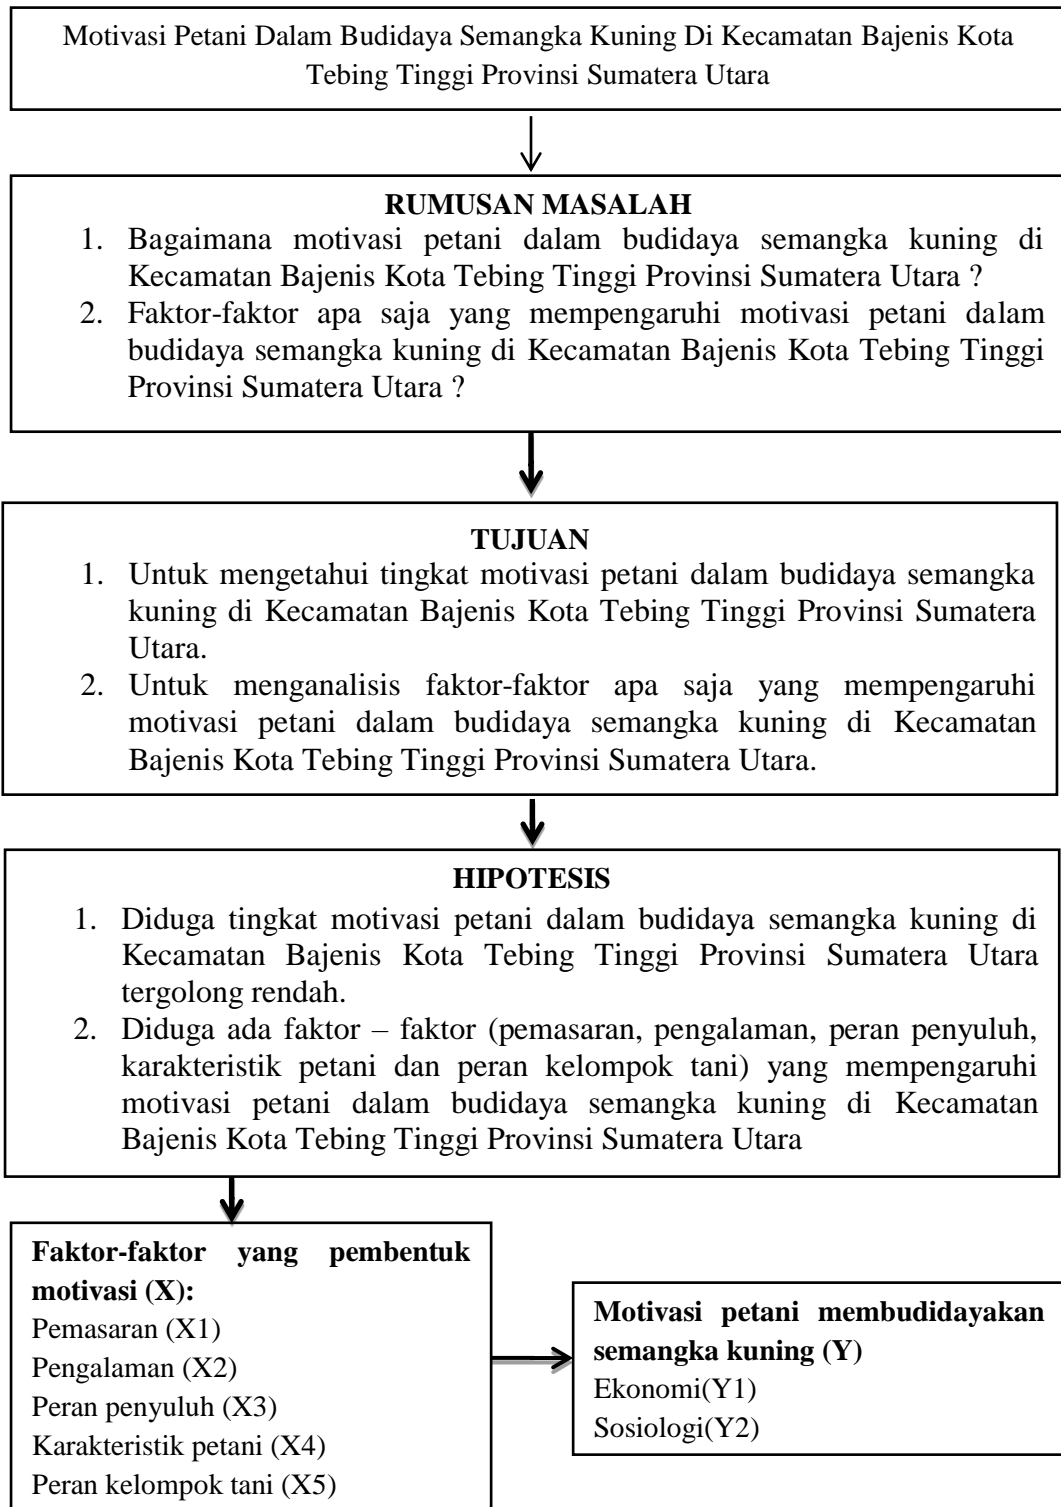 Motivasi Petani Dalam Budidaya Semangka Kuning Di Kecamatan Bajenis Kota
Tebing Tinggi Provinsi Sumatera Utara
RUMUSAN MASALAH
1. Bagaimana motivasi petani dalam budidaya semangka kuning di
Kecamatan Bajenis Kota Tebing Tinggi Provinsi Sumatera Utara ?
2. Faktor-faktor apa saja yang mempengaruhi motivasi petani dalam
budidaya semangka kuning di Kecamatan Bajenis Kota Tebing Tinggi
Provinsi Sumatera Utara ?
TUJUAN
1. Untuk mengetahui tingkat motivasi petani dalam budidaya semangka
kuning di Kecamatan Bajenis Kota Tebing Tinggi Provinsi Sumatera
Utara.
2. Untuk menganalisis faktor-faktor apa saja yang mempengaruhi
motivasi petani dalam budidaya semangka kuning di Kecamatan
Bajenis Kota Tebing Tinggi Provinsi Sumatera Utara.
HIPOTESIS
1. Diduga tingkat motivasi petani dalam budidaya semangka kuning di
Kecamatan Bajenis Kota Tebing Tinggi Provinsi Sumatera Utara
tergolong rendah.
2. Diduga ada faktor – faktor (pemasaran, pengalaman, peran penyuluh,
karakteristik petani dan peran kelompok tani) yang mempengaruhi
motivasi petani dalam budidaya semangka kuning di Kecamatan
Bajenis Kota Tebing Tinggi Provinsi Sumatera Utara
Faktor-faktor yang pembentuk
motivasi (X):
Pemasaran (X1)
Pengalaman (X2)
Peran penyuluh (X3)
Karakteristik petani (X4)
Peran kelompok tani (X5)
Motivasi petani membudidayakan
semangka kuning (Y)
Ekonomi(Y1)
Sosiologi(Y2)